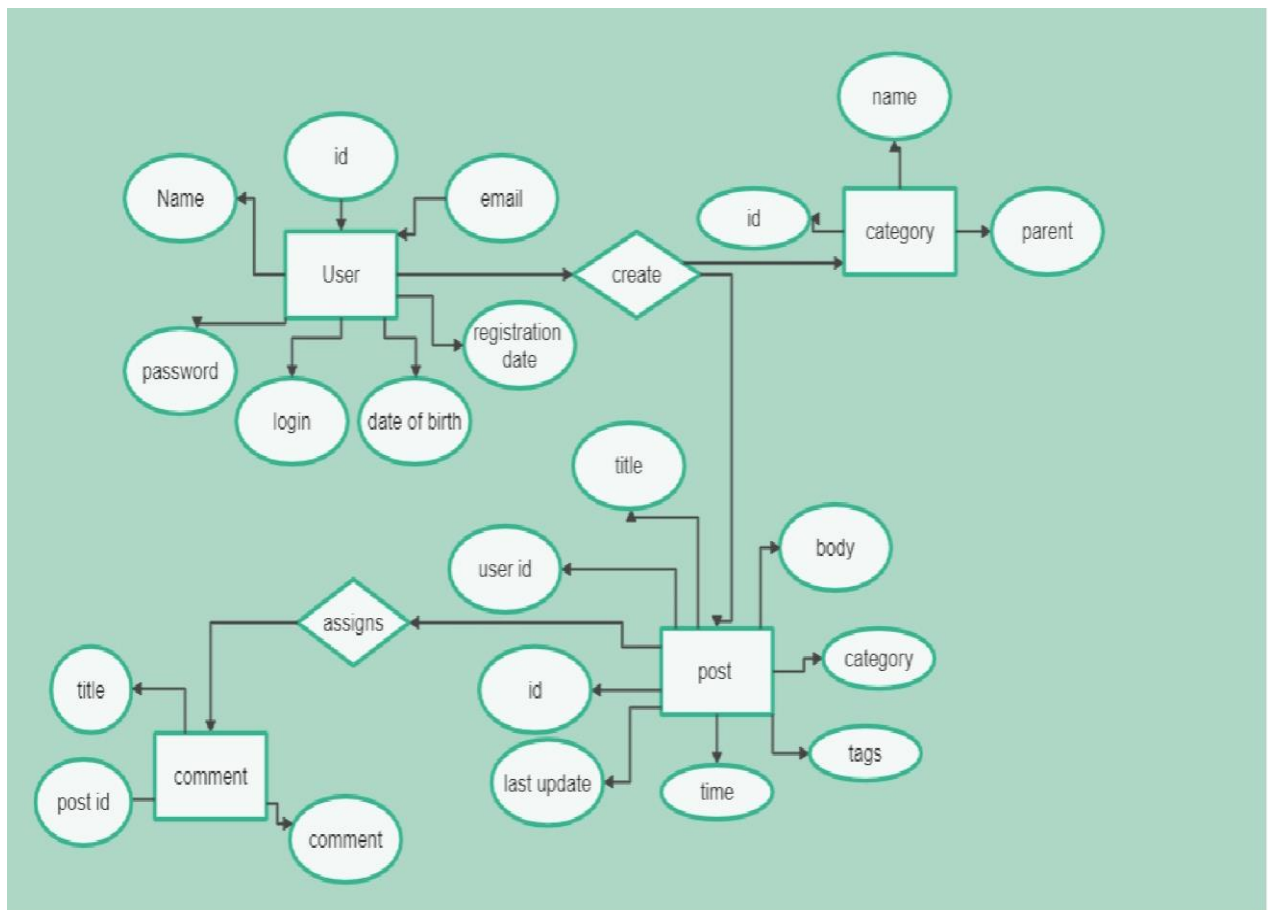 name
id
Name
email
id
category
parent
User
create
registration
date
password
login
date of birth
title
body
user id
assigns
category
post
title
id
tags
comment
last update
time
post id
comment